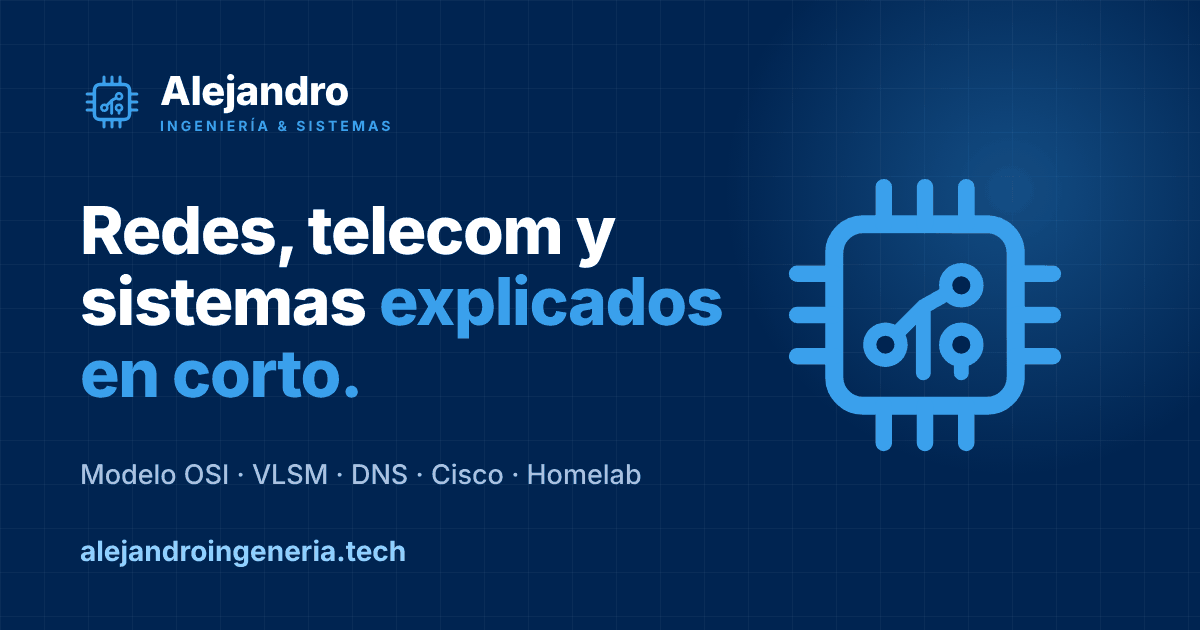 Alejandro
INGENIERÍA & SISTEMAS
Redes, telecom y
sistemas explicados
en corto.
Modelo OSI · VLSM · DNS · Cisco · Homelab
alejandroingeneria.tech